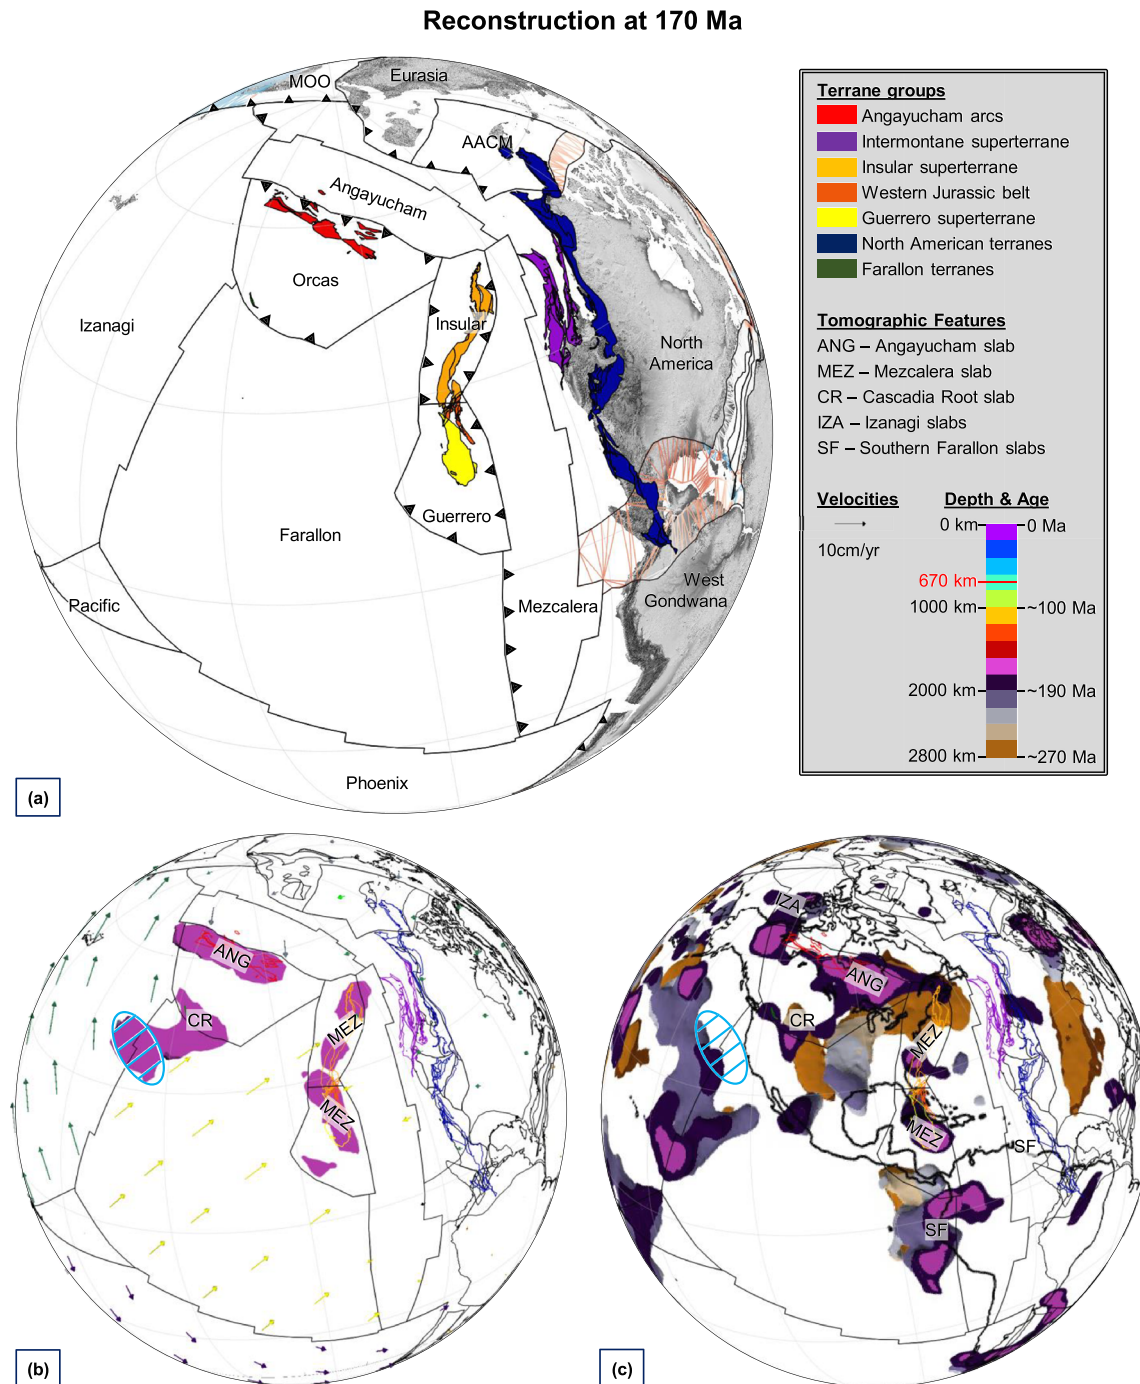 Reconstruction at 170 Ma
MOO
Eurasia
AACM
Angayucham
Orcas
Izanagi
Insular
North
America
Farallon
Guerrero
Pacific
Mezcalera
West
Gondwana
Phoenix
(a)
Terrane groups
Angayucham arcs
Intermontane superterrane
Insular superterrane
Western Jurassic belt
Guerrero superterrane
North American terranes
Farallon terranes
Tomographic Features
ANG – Angayucham slab
MEZ – Mezcalera slab
CR – Cascadia Root slab
IZA – Izanagi slabs
SF – Southern Farallon slabs
Velocities
10cm/yr
Depth & Age
0 km 0 Ma
670 km
1000 km ~100 Ma
2000 km ~190 Ma
2800 km ~270 Ma
ANG
CR
MEZ
MEZ
(b)
IZA
ANG
CR
MEZ
MEZ
SF
SF
(c)